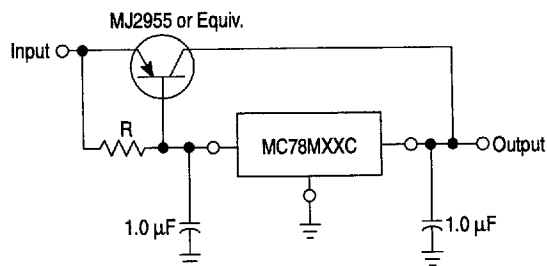 MJ2955 or Equiv.
Input
R
MC78MXXC
Output
1.0 µF
1.0 µF